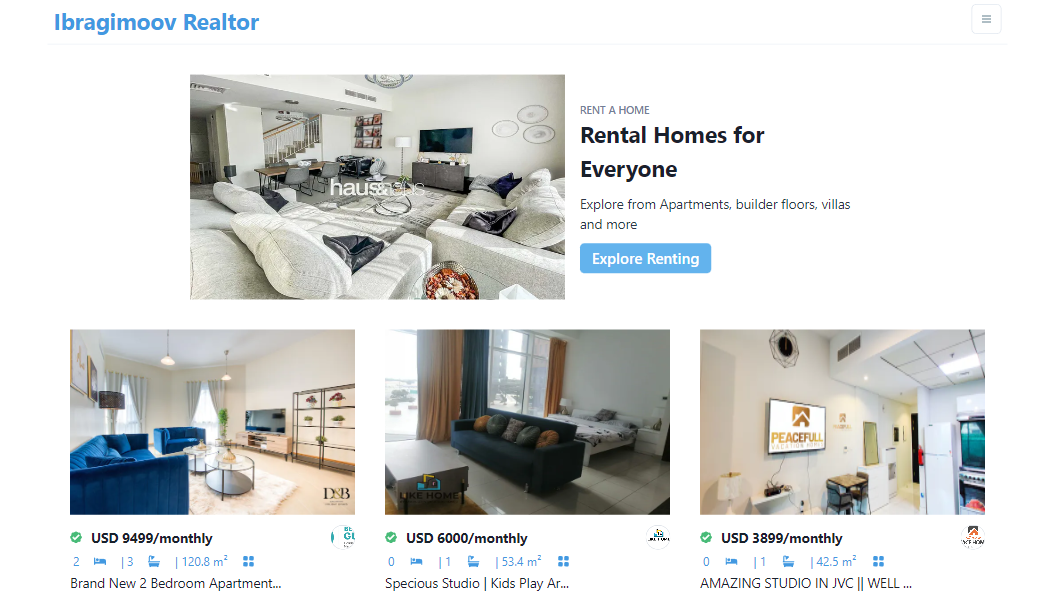 Ibragimoov Realtor
haus&
RENT A HOME
Rental Homes for
Everyone
Explore from Apartments, builder floors, villas
and more
Explore Renting
D&B
LIKE HOME
PEACEFULL
VACATION HOMES
USD 9499/monthly
2 | 3 | 120.8 m²
Brand New 2 Bedroom Apartment...
USD 6000/monthly
0 | 1 | 53.4 m²
Specious Studio | Kids Play Ar...
USD 3899/monthly
0 | 1 | 42.5 m²
AMAZING STUDIO IN JVC || WELL ...